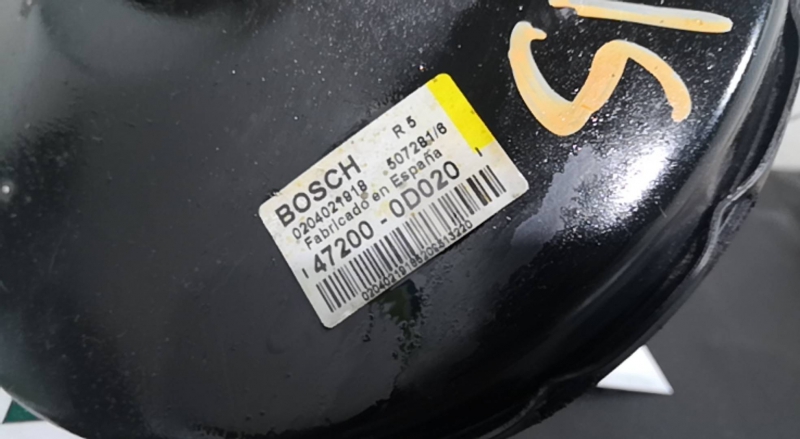 BOSCH R 5
0204021918 507281/6
Fabricado en España
47200-0D020